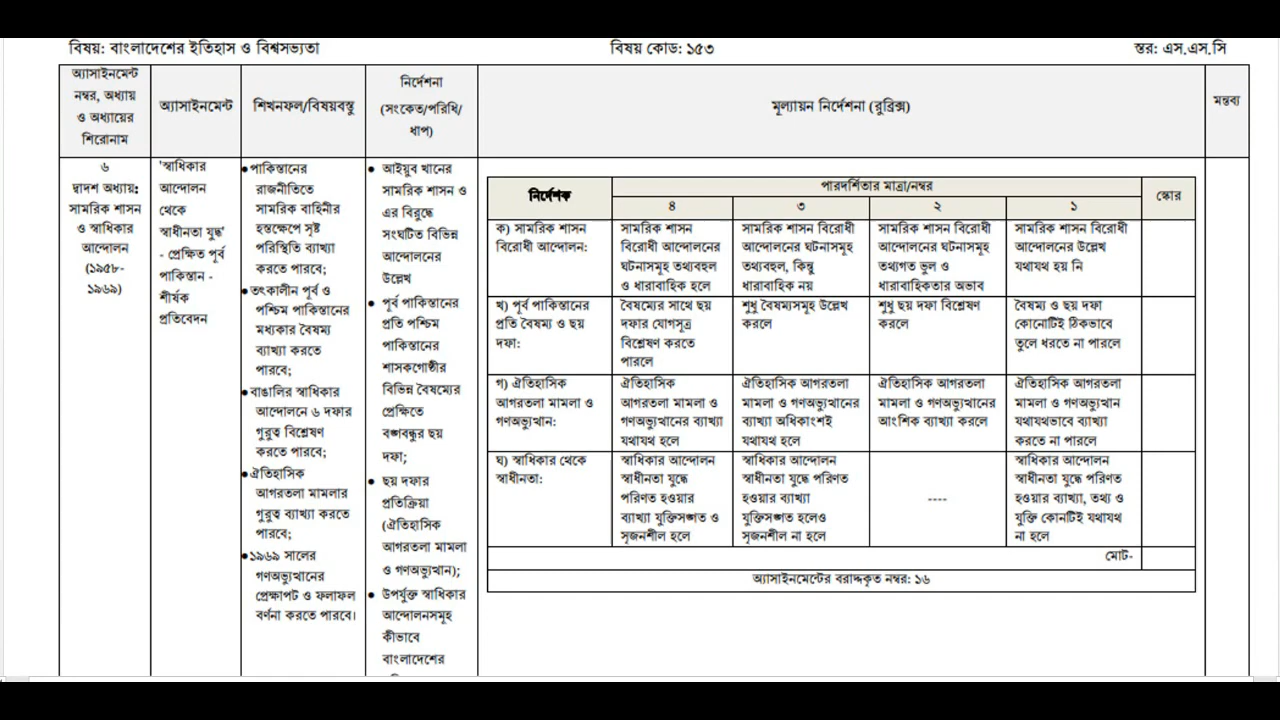 বিষয়: বাংলাদেশের ইতিহাস ও বিশ্বসভ্যতা
বিষয় কোড: ১৫৩
স্তর: এস.এস.সি
অ্যাসাইনমেন্ট
নম্বর, অধ্যায়
ও অধ্যায়ের
শিরোনাম
অ্যাসাইনমেন্ট
শিখনফল/বিষয়বস্তু
নির্দেশনা
(সংকেত/পরিধি/
ধাপ)
মূল্যায়ন নির্দেশনা (রুব্রিক্স)
মন্তব্য
৬
দ্বাদশ অধ্যায়:
সামরিক শাসন
ও স্বাধিকার
আন্দোলন
(১৯৫৮-
১৯৬৯)
'স্বাধিকার
আন্দোলন
থেকে
স্বাধীনতা যুদ্ধ'
- প্রেক্ষিত পূর্ব
পাকিস্তান -
শীর্ষক
প্রতিবেদন
●পাকিস্তানের
রাজনীতিতে
সামরিক বাহিনীর
হস্তক্ষেপে সৃষ্ট
পরিস্থিতি ব্যাখ্যা
করতে পারবে;
●তৎকালীন পূর্ব ও
পশ্চিম পাকিস্তানের
মধ্যকার বৈষম্য
ব্যাখ্যা করতে
পারবে;
●বাঙালির স্বাধিকার
আন্দোলনে ৬ দফার
গুরুত্ব বিশ্লেষণ
করতে পারবে;
●ঐতিহাসিক
আগরতলা মামলার
গুরুত্ব ব্যাখ্যা করতে
পারবে;
●১৯৬৯ সালের
গণঅভ্যুত্থানের
প্রেক্ষাপট ও ফলাফল
বর্ণনা করতে পারবে।
● আইয়ুব খানের
সামরিক শাসন ও
এর বিরুদ্ধে
সংঘটিত বিভিন্ন
আন্দোলনের
উল্লেখ
● পূর্ব পাকিস্তানের
প্রতি পশ্চিম
পাকিস্তানের
শাসকগোষ্ঠীর
বিভিন্ন বৈষম্যের
প্রেক্ষিতে
বঙ্গবন্ধুর ছয়
দফা;
● ছয় দফার
প্রতিক্রিয়া
(ঐতিহাসিক
আগরতলা মামলা
ও গণঅভ্যুত্থান);
● উপর্যুক্ত স্বাধিকার
আন্দোলনসমূহ
কীভাবে
বাংলাদেশের
নির্দেশক
পারদর্শিতার মাত্রা/নম্বর
স্কোর
৪
৩
২
১
ক) সামরিক শাসন
বিরোধী আন্দোলন:
সামরিক শাসন
বিরোধী আন্দোলনের
ঘটনাসমূহ তথ্যবহুল
ও ধারাবাহিক হলে
সামরিক শাসন বিরোধী
আন্দোলনের ঘটনাসমূহ
তথ্যবহুল, কিন্তু
ধারাবাহিক নয়
সামরিক শাসন বিরোধী
আন্দোলনের ঘটনাসমূহ
তথ্যগত ভুল ও
ধারাবাহিকতার অভাব
সামরিক শাসন বিরোধী
আন্দোলনের উল্লেখ
যথাযথ হয় নি
খ) পূর্ব পাকিস্তানের
প্রতি বৈষম্য ও ছয়
দফা:
বৈষম্যের সাথে ছয়
দফার যোগসূত্র
বিশ্লেষণ করতে
পারলে
শুধু বৈষম্যসমূহ উল্লেখ
করলে
শুধু ছয় দফা বিশ্লেষণ
করলে
বৈষম্য ও ছয় দফা
কোনোটিই ঠিকভাবে
তুলে ধরতে না পারলে
গ) ঐতিহাসিক
আগরতলা মামলা ও
গণঅভ্যুত্থান:
ঐতিহাসিক
আগরতলা মামলা ও
গণঅভ্যুত্থানের ব্যাখ্যা
যথাযথ হলে
ঐতিহাসিক আগরতলা
মামলা ও গণঅভ্যুত্থানের
ব্যাখ্যা অধিকাংশই
যথাযথ হলে
ঐতিহাসিক আগরতলা
মামলা ও গণঅভ্যুত্থানের
আংশিক ব্যাখ্যা করলে
ঐতিহাসিক আগরতলা
মামলা ও গণঅভ্যুত্থান
যথাযথভাবে ব্যাখ্যা
করতে না পারলে
ঘ) স্বাধিকার থেকে
স্বাধীনতা:
স্বাধিকার আন্দোলন
স্বাধীনতা যুদ্ধে
পরিণত হওয়ার
ব্যাখ্যা যুক্তিসঙ্গত ও
সৃজনশীল হলে
স্বাধিকার আন্দোলন
স্বাধীনতা যুদ্ধে পরিণত
হওয়ার ব্যাখ্যা
যুক্তিসঙ্গত হলেও
সৃজনশীল না হলে
----
স্বাধিকার আন্দোলন
স্বাধীনতা যুদ্ধে পরিণত
হওয়ার ব্যাখ্যা, তথ্য ও
যুক্তি কোনটিই যথাযথ
না হলে
মোট-
অ্যাসাইনমেন্টের বরাদ্দকৃত নম্বর: ১৬